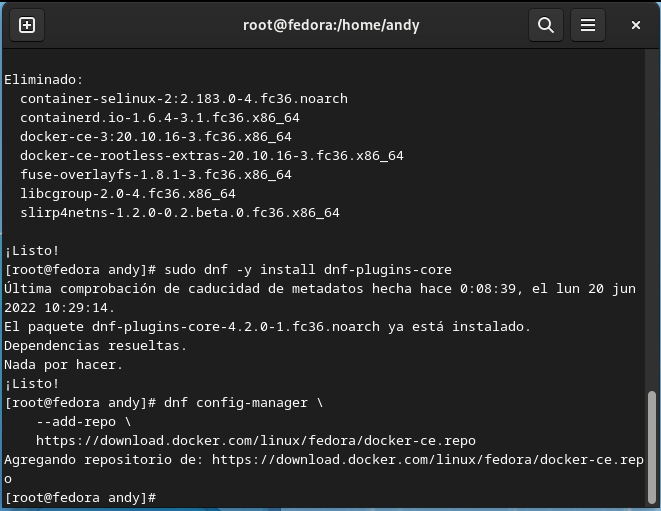 root@fedora:/home/andy
Eliminado:
  container-selinux-2:2.183.0-4.fc36.noarch
  containerd.io-1.6.4-3.1.fc36.x86_64
  docker-ce-3:20.10.16-3.fc36.x86_64
  docker-ce-rootless-extras-20.10.16-3.fc36.x86_64
  fuse-overlayfs-1.8.1-3.fc36.x86_64
  libcgroup-2.0-4.fc36.x86_64
  slirp4netns-1.2.0-0.2.beta.0.fc36.x86_64
¡Listo!
[root@fedora andy]# sudo dnf -y install dnf-plugins-core
Última comprobación de caducidad de metadatos hecha hace 0:08:39, el lun 20 jun
2022 10:29:14.
El paquete dnf-plugins-core-4.2.0-1.fc36.noarch ya está instalado.
Dependencias resueltas.
Nada por hacer.
¡Listo!
[root@fedora andy]# dnf config-manager \
    --add-repo \
    https://download.docker.com/linux/fedora/docker-ce.repo
Agregando repositorio de: https://download.docker.com/linux/fedora/docker-ce.rep
o
[root@fedora andy]#